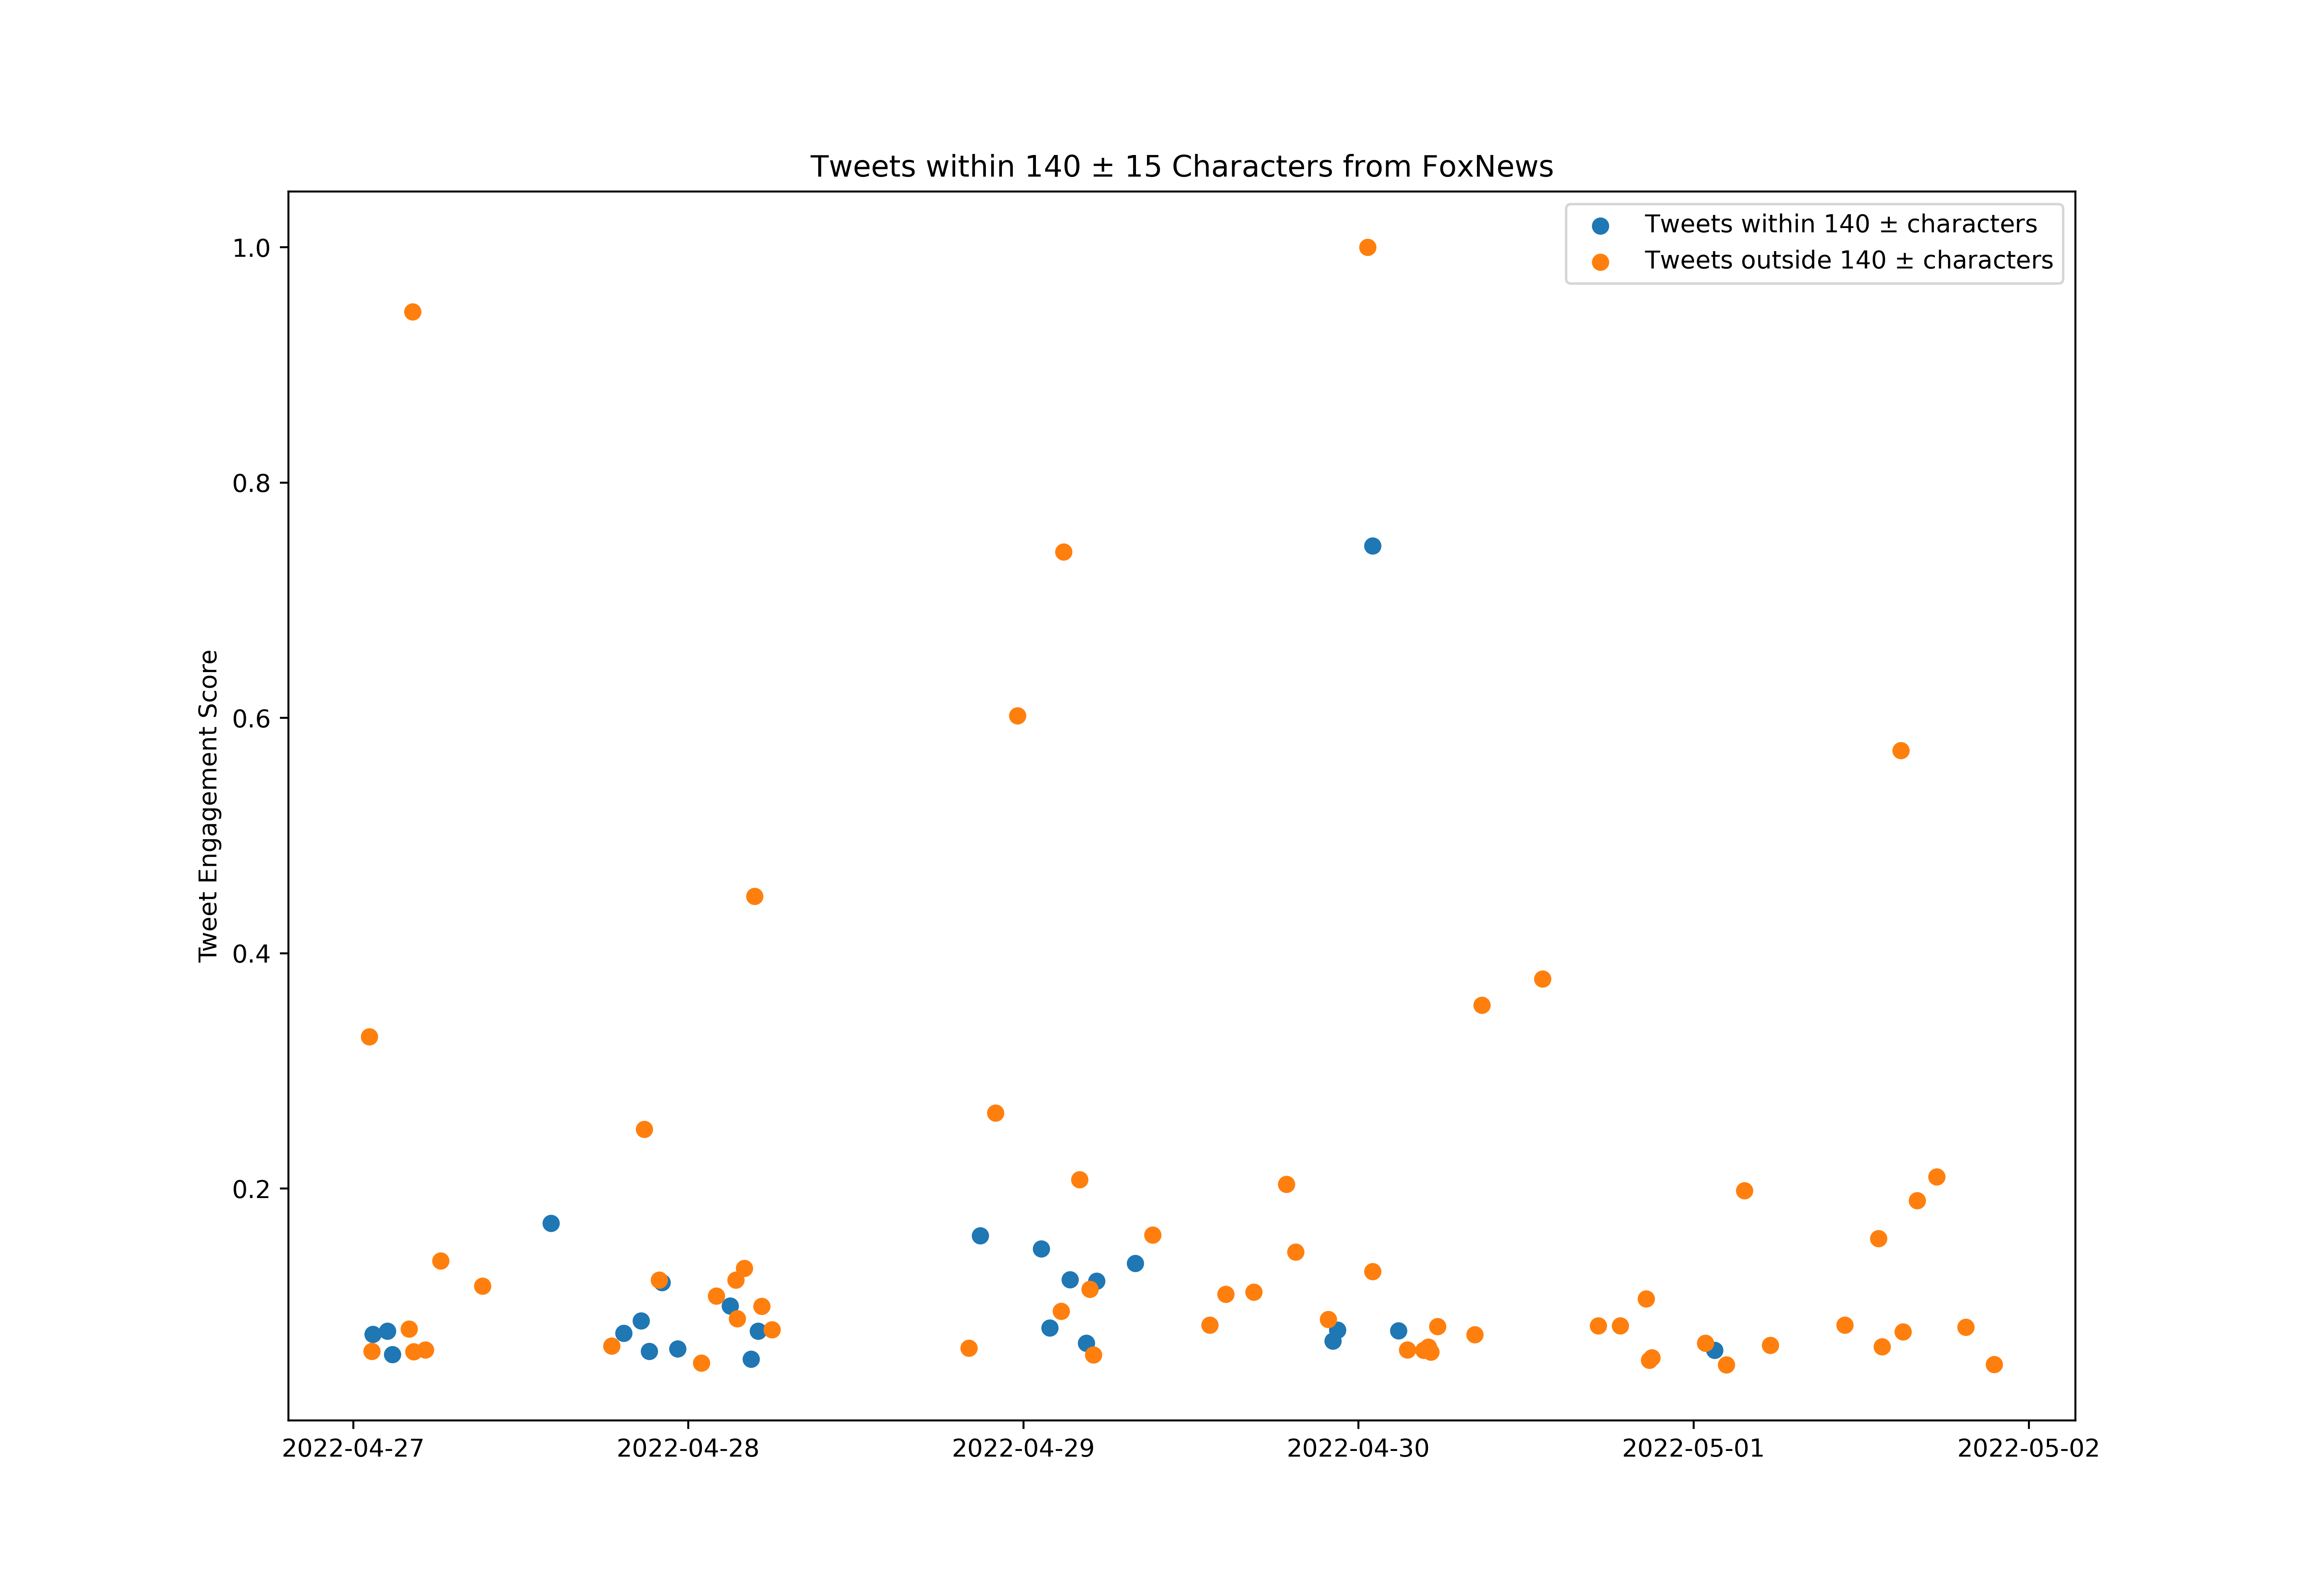 Tweets within 140 ± 15 Characters from FoxNews
Tweets within 140 ± characters
Tweets outside 140 ± characters
Tweet Engagement Score
1.0
0.8
0.6
0.4
0.2
2022-04-27
2022-04-28
2022-04-29
2022-04-30
2022-05-01
2022-05-02